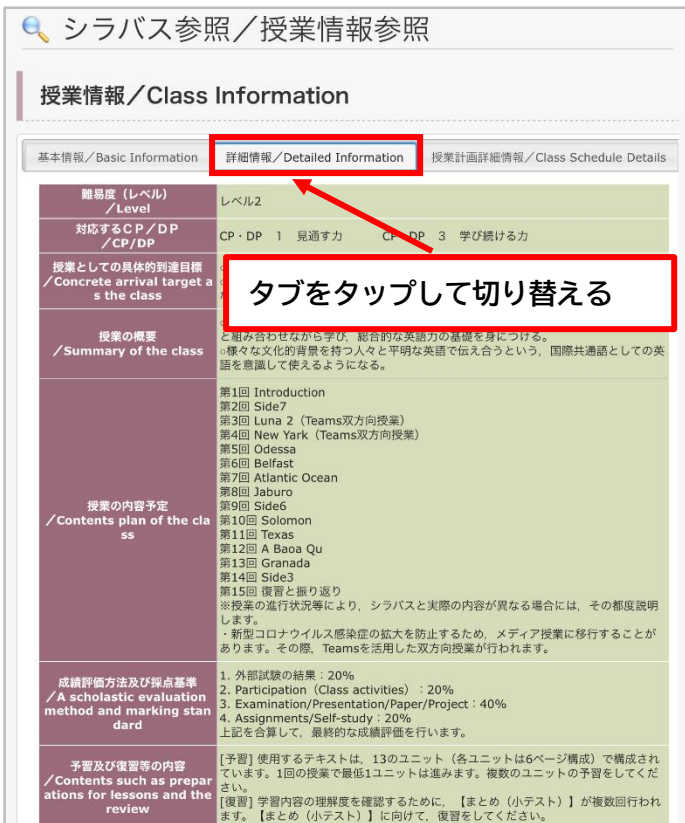 シラバス参照／授業情報参照
授業情報／Class Information
基本情報／Basic Information
詳細情報／Detailed Information
授業計画詳細情報／Class Schedule Details
難易度（レベル）
／Level
レベル2
対応するＣＰ／ＤＰ
／CP/DP
CP・DP　1　見通す力　　CP・DP　3　学び続ける力
授業としての具体的到達目標
／Concrete arrival target a
s the class
タブをタップして切り替える
授業の概要
／Summary of the class
と組み合わせながら学び，総合的な英語力の基礎を身につける。
○様々な文化的背景を持つ人々と平明な英語で伝え合うという，国際共通語としての英
語を意識して使えるようになる。
授業の内容予定
／Contents plan of the cla
ss
第1回 Introduction
第2回 Side7
第3回 Luna 2（Teams双方向授業）
第4回 New Yark（Teams双方向授業）
第5回 Odessa
第6回 Belfast
第7回 Atlantic Ocean
第8回 Jaburo
第9回 Side6
第10回 Solomon
第11回 Texas
第12回 A Baoa Qu
第13回 Granada
第14回 Side3
第15回 復習と振り返り
※授業の進行状況等により，シラバスと実際の内容が異なる場合には，その都度説明
します。
・新型コロナウイルス感染症の拡大を防止するため，メディア授業に移行することが
あります。その際，Teamsを活用した双方向授業が行われます。
成績評価方法及び採点基準
／A scholastic evaluation
method and marking stan
dard
1. 外部試験の結果：20%
2. Participation（Class activities）：20%
3. Examination/Presentation/Paper/Project：40%
4. Assignments/Self-study：20%
上記を合算して，最終的な成績評価を行います。
予習及び復習等の内容
／Contents such as prepar
ations for lessons and the
review
[予習] 使用するテキストは，13のユニット（各ユニットは6ページ構成）で構成され
ています。1回の授業で最低1ユニットは進みます。複数のユニットの予習をしてくだ
さい。
[復習] 学習内容の理解度を確認するために，【まとめ（小テスト）】が複数回行われ
ます。【まとめ（小テスト）】に向けて，復習をしてください。